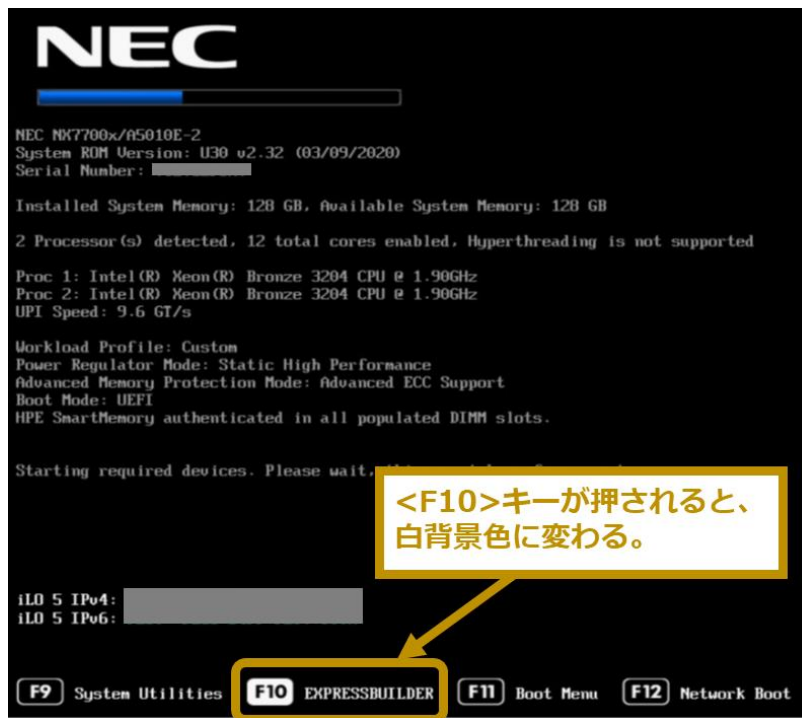 NEC
NEC NX7700x/A5010E-2
System ROM Version: U30 v2.32 (03/09/2020)
Serial Number:
Installed System Memory: 128 GB, Available System Memory: 128 GB
2 Processor(s) detected, 12 total cores enabled, Hyperthreading is not supported
Proc 1: Intel(R) Xeon(R) Bronze 3204 CPU @ 1.90GHz
Proc 2: Intel(R) Xeon(R) Bronze 3204 CPU @ 1.90GHz
UPI Speed: 9.6 GT/s
Workload Profile: Custom
Power Regulator Mode: Static High Performance
Advanced Memory Protection Mode: Advanced ECC Support
Boot Mode: UEFI
HPE SmartMemory authenticated in all populated DIMM slots.
Starting required devices. Please wait,
<F10>キーが押されると、
白背景色に変わる。
iLO 5 IPv4:
iLO 5 IPv6:
F9 System Utilities F10 EXPRESSBUILDER F11 Boot Menu F12 Network Boot